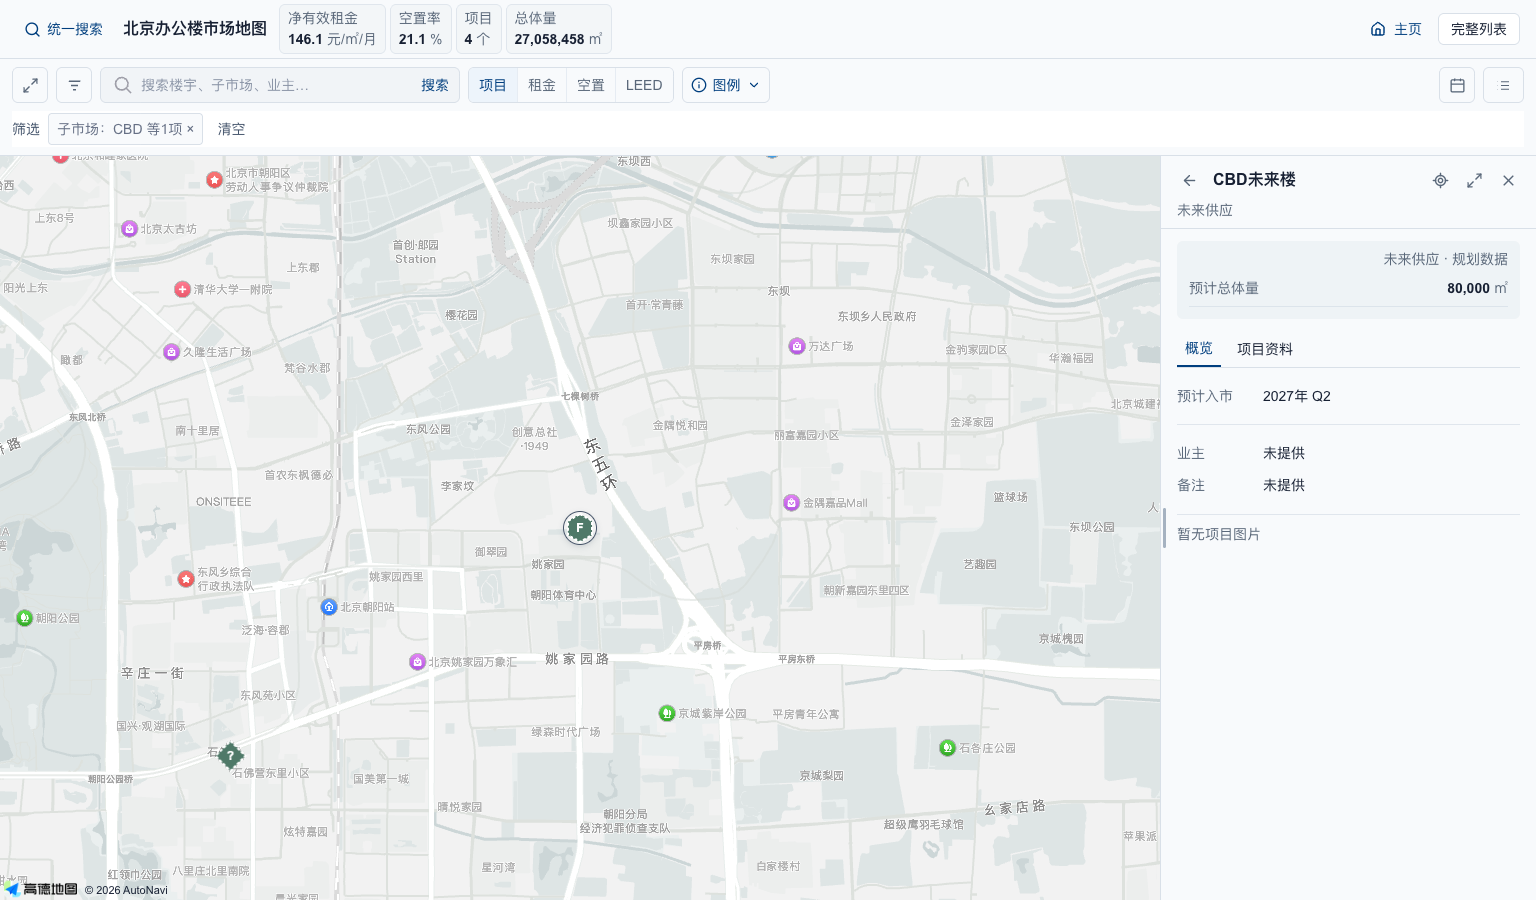 统一搜索
北京办公楼市场地图
净有效租金
146.1 元/㎡/月
空置率
21.1 %
项目
4 个
总体量
27,058,458 ㎡
主页
完整列表
搜索楼宇、子市场、业主…
搜索
项目
租金
空置
LEED
图例
筛选
子市场：CBD 等1项 ×
清空
北京市朝阳区
劳动人事争议仲裁院
东坝西
上东8号
北京太古坊
坝鑫家园小区
首创·郎园
Station
东坝家园
上东郡
清华大学一附院
阳光上东
东坝
首开·常青藤
樱花园
东坝乡人民政府
万达广场
久隆生活广场
瞰都
梵谷水郡
金驹家园D区
华瀚福园
七棵树桥
东风北桥
东风公园
南十里居
创意总社
·1949
金隅悦和园
丽富嘉园小区
金泽家园
东五环
首农东枫德必
李家坟
ONSITEEE
金隅嘉品Mall
篮球场
东坝公园
F
御翠园
姚家园
姚家园西里
朝阳体育中心
艺趣园
朝新嘉园东里四区
东风乡综合
行政执法队
朝阳公园
北京朝阳站
泛海·容郡
京城槐园
平房桥
平房东桥
姚家园路
北京姚家园万象汇
辛庄一街
东风苑小区
国兴·观湖国际
京城紫岸公园
平房青年公寓
绿森时代广场
石各庄公园
?
石佛营东里小区
朝阳公园桥
国美第一城
京城梨园
晴悦家园
朝阳分局
经济犯罪侦查支队
幺家店路
超级鹰羽毛球馆
炫特嘉园
苹果派
星河湾
白家楼村
八里庄北里南院
红领巾公园
高德地图
© 2026 AutoNavi
CBD未来楼
未来供应
未来供应 · 规划数据
预计总体量
80,000 ㎡
概览
项目资料
预计入市
2027年 Q2
业主
未提供
备注
未提供
暂无项目图片